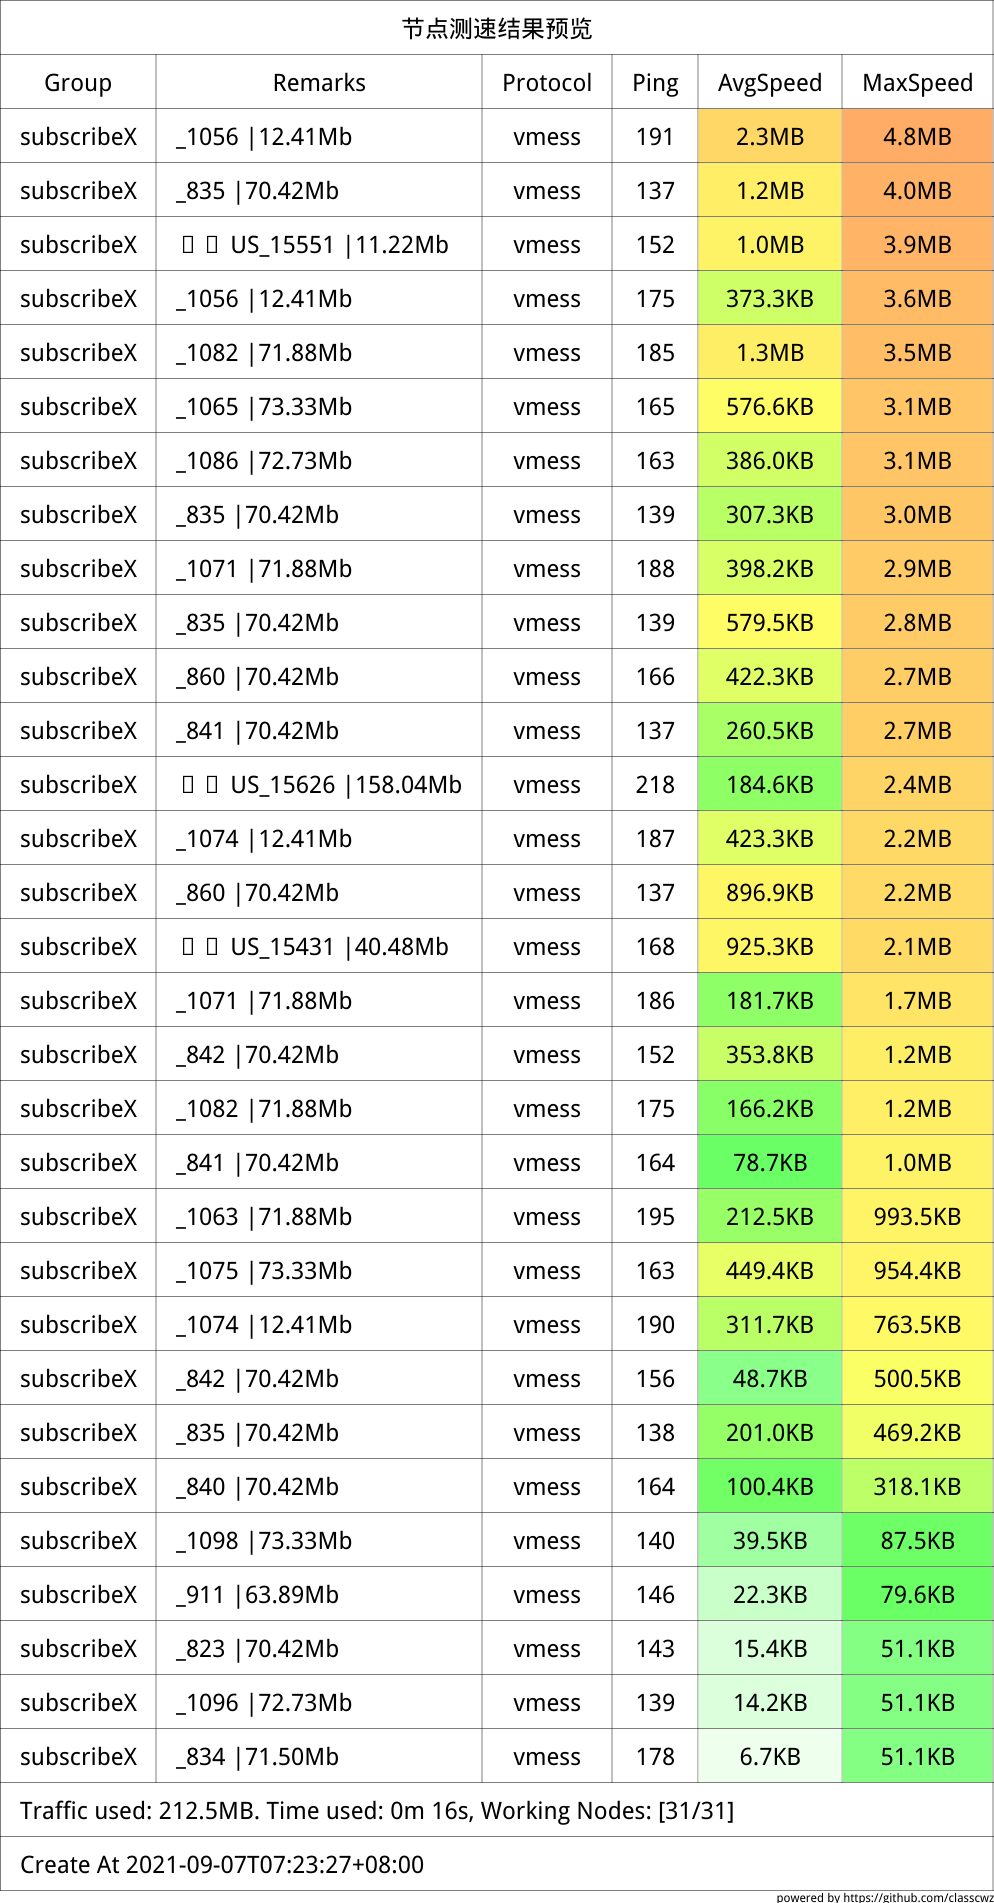 节点测速结果预览
Group Remarks Protocol Ping AvgSpeed MaxSpeed
subscribeX _1056 |12.41Mb vmess 191 2.3MB 4.8MB
subscribeX _835 |70.42Mb vmess 137 1.2MB 4.0MB
subscribeX US_15551 |11.22Mb vmess 152 1.0MB 3.9MB
subscribeX _1056 |12.41Mb vmess 175 373.3KB 3.6MB
subscribeX _1082 |71.88Mb vmess 185 1.3MB 3.5MB
subscribeX _1065 |73.33Mb vmess 165 576.6KB 3.1MB
subscribeX _1086 |72.73Mb vmess 163 386.0KB 3.1MB
subscribeX _835 |70.42Mb vmess 139 307.3KB 3.0MB
subscribeX _1071 |71.88Mb vmess 188 398.2KB 2.9MB
subscribeX _835 |70.42Mb vmess 139 579.5KB 2.8MB
subscribeX _860 |70.42Mb vmess 166 422.3KB 2.7MB
subscribeX _841 |70.42Mb vmess 137 260.5KB 2.7MB
subscribeX US_15626 |158.04Mb vmess 218 184.6KB 2.4MB
subscribeX _1074 |12.41Mb vmess 187 423.3KB 2.2MB
subscribeX _860 |70.42Mb vmess 137 896.9KB 2.2MB
subscribeX US_15431 |40.48Mb vmess 168 925.3KB 2.1MB
subscribeX _1071 |71.88Mb vmess 186 181.7KB 1.7MB
subscribeX _842 |70.42Mb vmess 152 353.8KB 1.2MB
subscribeX _1082 |71.88Mb vmess 175 166.2KB 1.2MB
subscribeX _841 |70.42Mb vmess 164 78.7KB 1.0MB
subscribeX _1063 |71.88Mb vmess 195 212.5KB 993.5KB
subscribeX _1075 |73.33Mb vmess 163 449.4KB 954.4KB
subscribeX _1074 |12.41Mb vmess 190 311.7KB 763.5KB
subscribeX _842 |70.42Mb vmess 156 48.7KB 500.5KB
subscribeX _835 |70.42Mb vmess 138 201.0KB 469.2KB
subscribeX _840 |70.42Mb vmess 164 100.4KB 318.1KB
subscribeX _1098 |73.33Mb vmess 140 39.5KB 87.5KB
subscribeX _911 |63.89Mb vmess 146 22.3KB 79.6KB
subscribeX _823 |70.42Mb vmess 143 15.4KB 51.1KB
subscribeX _1096 |72.73Mb vmess 139 14.2KB 51.1KB
subscribeX _834 |71.50Mb vmess 178 6.7KB 51.1KB
Traffic used: 212.5MB. Time used: 0m 16s, Working Nodes: [31/31]
Create At 2021-09-07T07:23:27+08:00
powered by https://github.com/classcwz